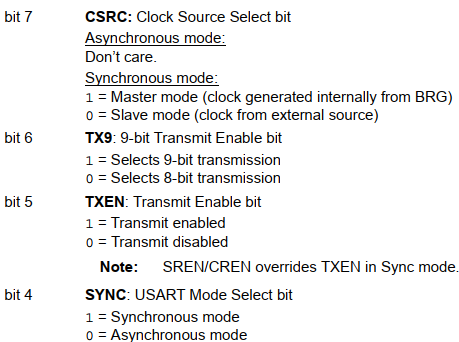 bit 7 CSRC: Clock Source Select bit
Asynchronous mode:
Don't care.
Synchronous mode:
1 = Master mode (clock generated internally from BRG)
0 = Slave mode (clock from external source)
bit 6 TX9: 9-bit Transmit Enable bit
1 = Selects 9-bit transmission
0 = Selects 8-bit transmission
bit 5 TXEN: Transmit Enable bit
1 = Transmit enabled
0 = Transmit disabled
Note: SREN/CREN overrides TXEN in Sync mode.
bit 4 SYNC: USART Mode Select bit
1 = Synchronous mode
0 = Asynchronous mode